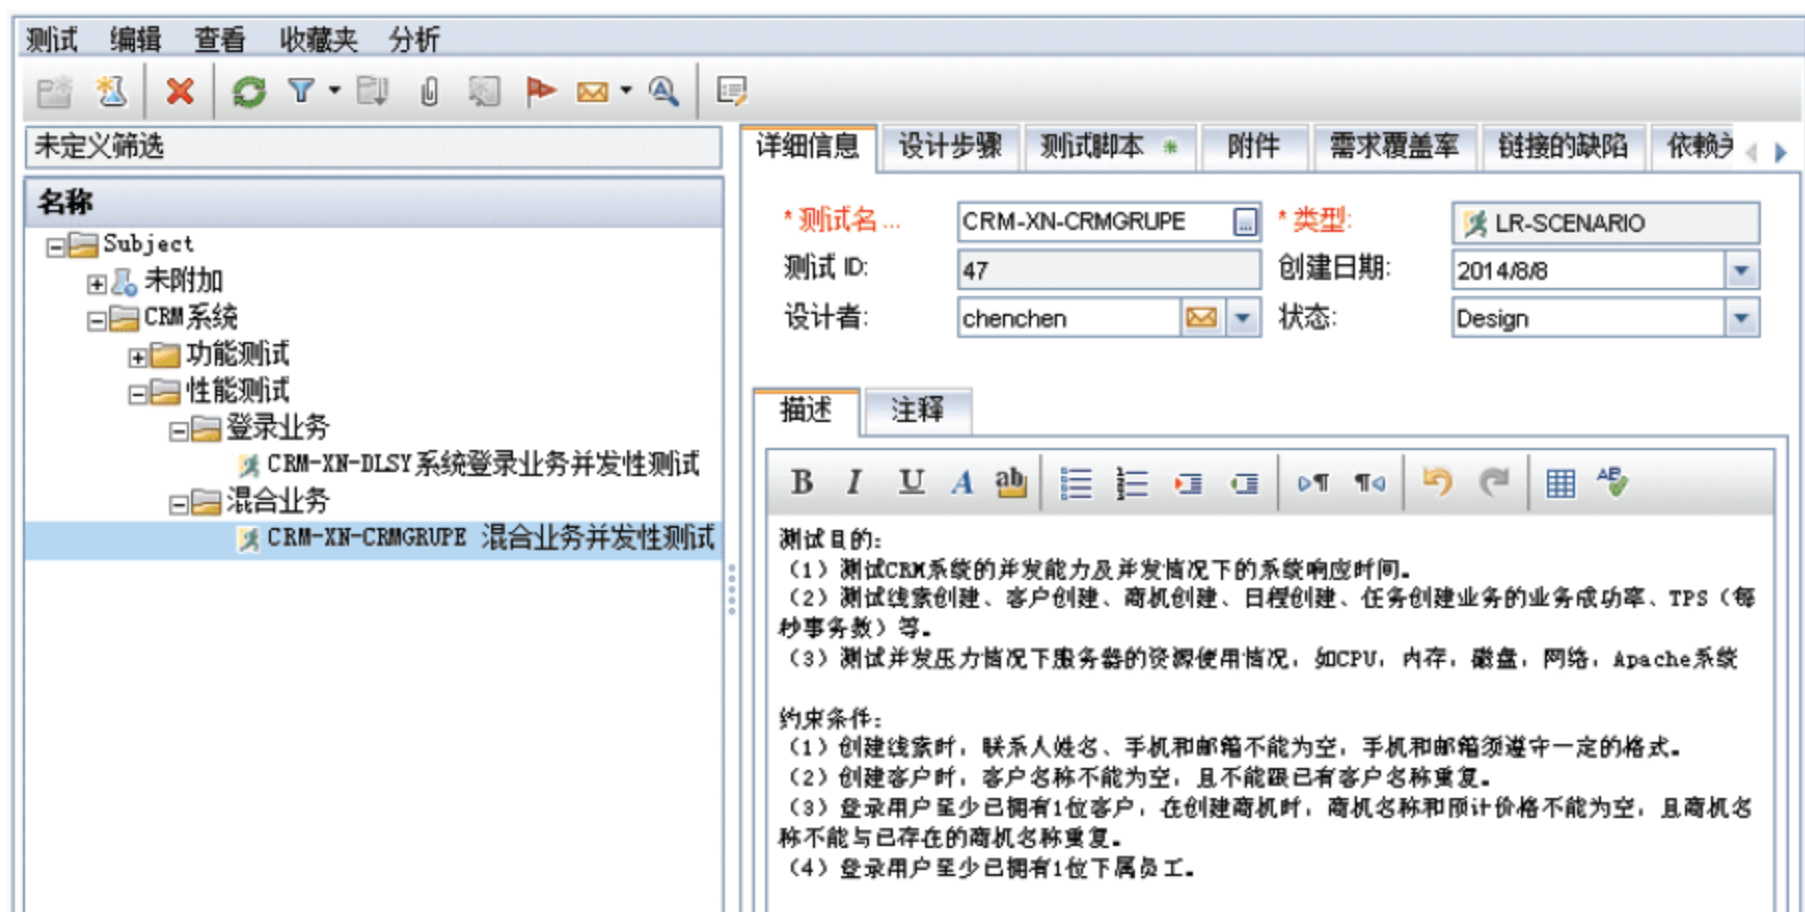 测试 编辑 查看 收藏夹 分析
未定义筛选
名称
Subject
未附加
CRM系统
功能测试
性能测试
登录业务
CRM-XN-DLSY系统登录业务并发性测试
混合业务
CRM-XN-CRMGRUPE 混合业务并发性测试
详细信息 设计步骤 测试脚本 附件 需求覆盖率 链接的缺陷 依赖关
* 测试名... CRM-XN-CRMGRUPE * 类型: LR-SCENARIO
测试 ID: 47 创建日期: 2014/8/8
设计者: chenchen 状态: Design
描述 注释
B I U A ab
测试目的:
（1）测试CRM系统的并发能力及并发情况下的系统响应时间。
（2）测试线索创建、客户创建、商机创建、日程创建、任务创建业务的业务成功率、TPS（每
秒事务数）等。
（3）测试并发压力情况下服务器的资源使用情况，如CPU，内存，磁盘，网络，Apache系统
约束条件:
（1）创建线索时，联系人姓名、手机和邮箱不能为空，手机和邮箱须遵守一定的格式。
（2）创建客户时，客户名称不能为空，且不能跟已有客户名称重复。
（3）登录用户至少已拥有1位客户，在创建商机时，商机名称和预计价格不能为空，且商机名
称不能与已存在的商机名称重复。
（4）登录用户至少已拥有1位下属员工。